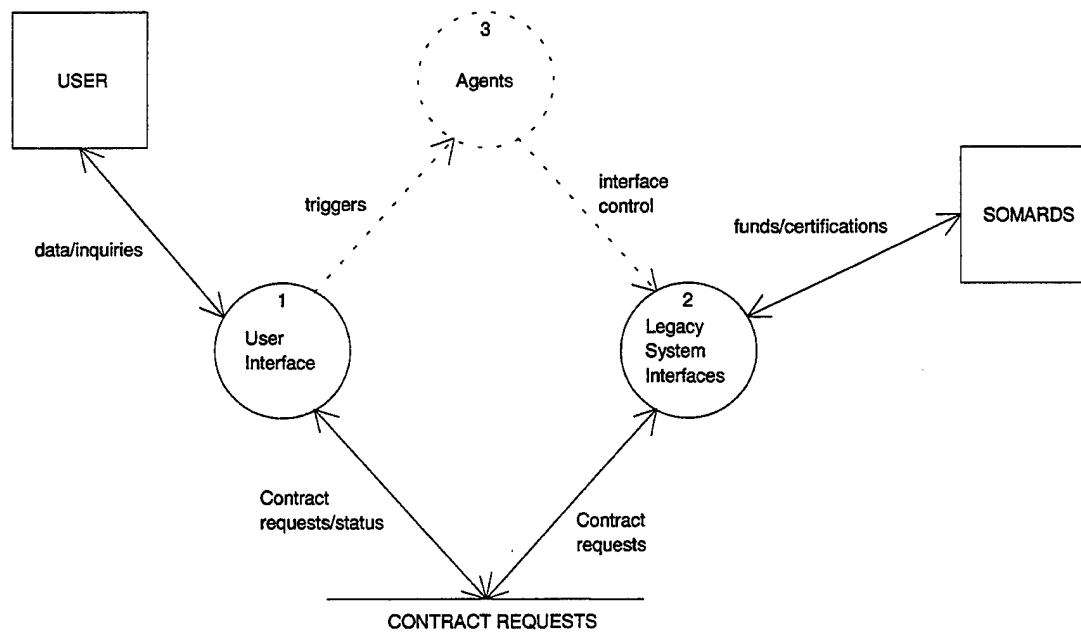 3
Agents
USER
triggers
interface
control
SOMARDS
funds/certifications
data/inquiries
1
User
Interface
2
Legacy
System
Interfaces
Contract
requests/status
Contract
requests
CONTRACT REQUESTS